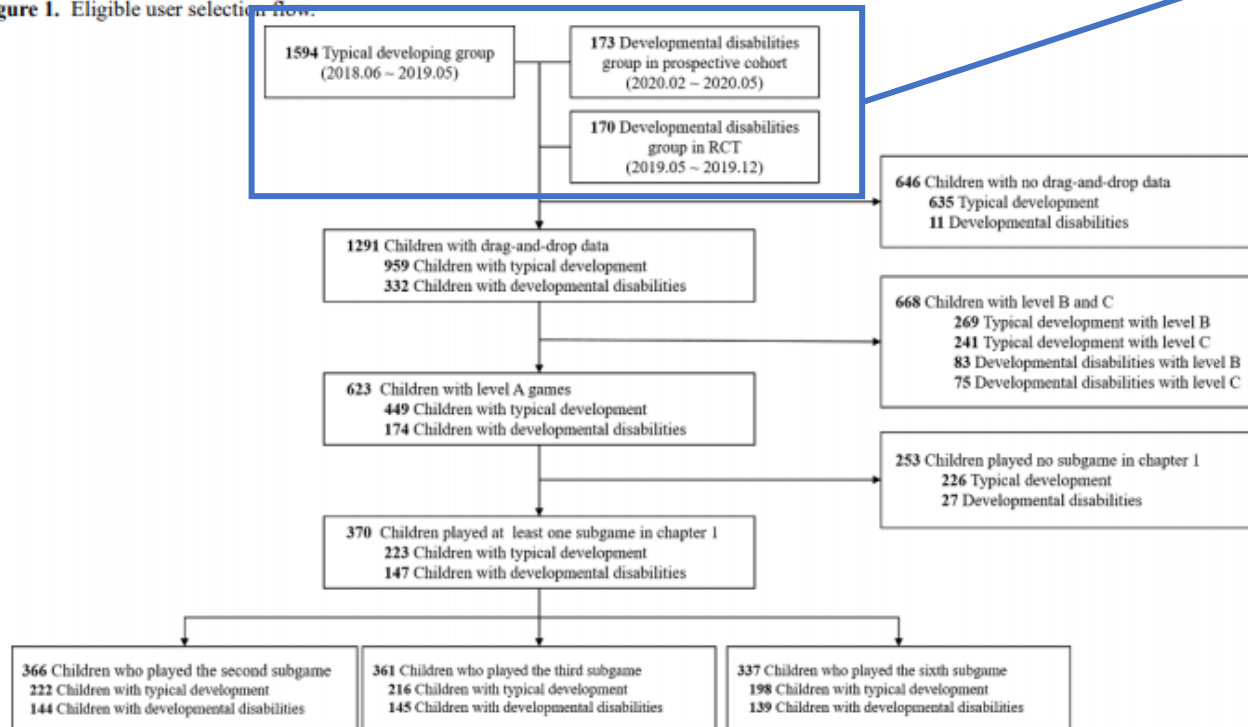 gure 1. Eligible user selection flow.
1594 Typical developing group
(2018.06 ~ 2019.05)
173 Developmental disabilities
group in prospective cohort
(2020.02 ~ 2020.05)
170 Developmental disabilities
group in RCT
(2019.05 ~ 2019.12)
646 Children with no drag-and-drop data
635 Typical development
11 Developmental disabilities
1291 Children with drag-and-drop data
959 Children with typical development
332 Children with developmental disabilities
668 Children with level B and C
269 Typical development with level B
241 Typical development with level C
83 Developmental disabilities with level B
75 Developmental disabilities with level C
623 Children with level A games
449 Children with typical development
174 Children with developmental disabilities
253 Children played no subgame in chapter 1
226 Typical development
27 Developmental disabilities
370 Children played at least one subgame in chapter 1
223 Children with typical development
147 Children with developmental disabilities
366 Children who played the second subgame
222 Children with typical development
144 Children with developmental disabilities
361 Children who played the third subgame
216 Children with typical development
145 Children with developmental disabilities
337 Children who played the sixth subgame
198 Children with typical development
139 Children with developmental disabilities